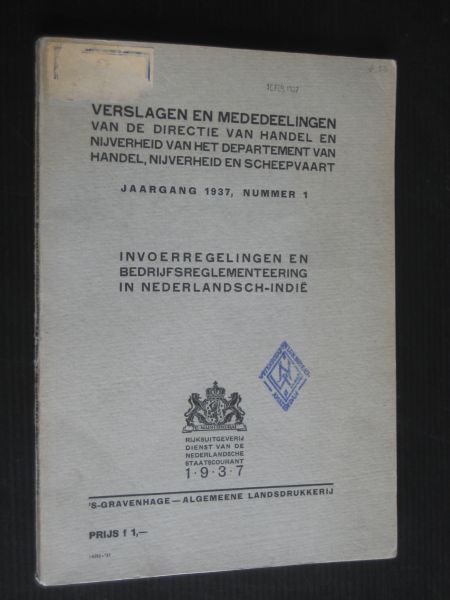 VERSLAGEN EN MEDEDEELINGEN
VAN DE DIRECTIE VAN HANDEL EN
NIJVERHEID VAN HET DEPARTEMENT VAN
HANDEL, NIJVERHEID EN SCHEEPVAART
JAARGANG 1937, NUMMER 1
INVOERREGELINGEN EN
BEDRIJFSREGLEMENTEERING
IN NEDERLANDSCH-INDIË
RIJKSUITGEVERIJ
DIENST VAN DE
NEDERLANDSCHE
STAATSCOURANT
1·9·3·7
'S-GRAVENHAGE — ALGEMEENE LANDSDRUKKERIJ
PRIJS f 1,—